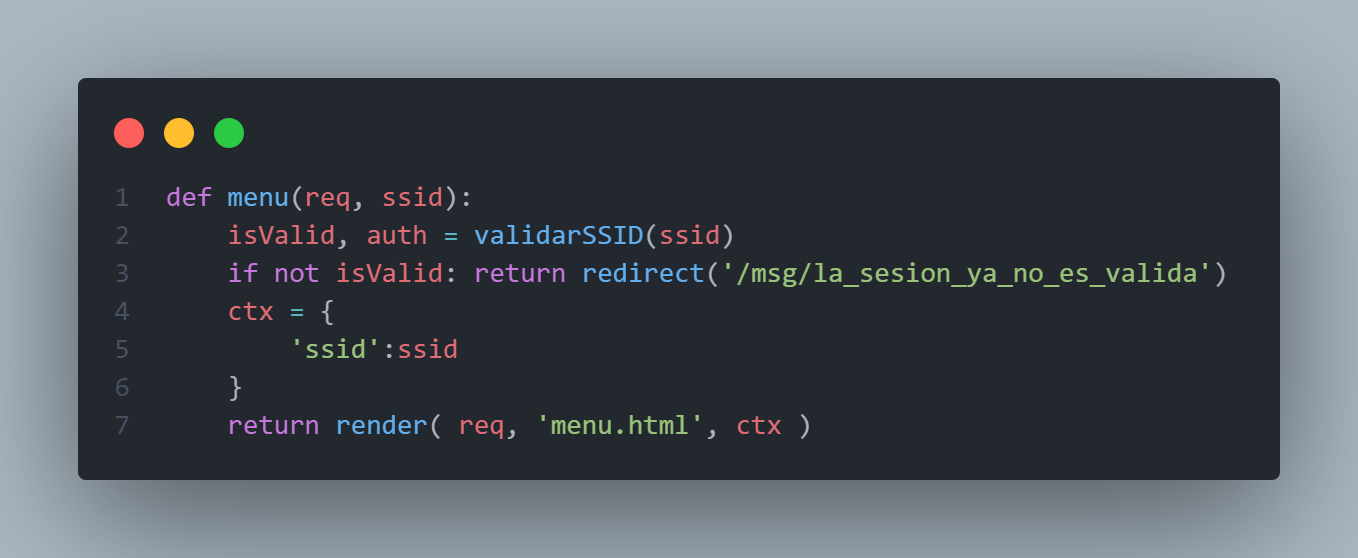 1 def menu(req, ssid):
2     isValid, auth = validarSSID(ssid)
3     if not isValid: return redirect('/msg/la_sesion_ya_no_es_valida')
4     ctx = {
5         'ssid':ssid
6     }
7     return render( req, 'menu.html', ctx )